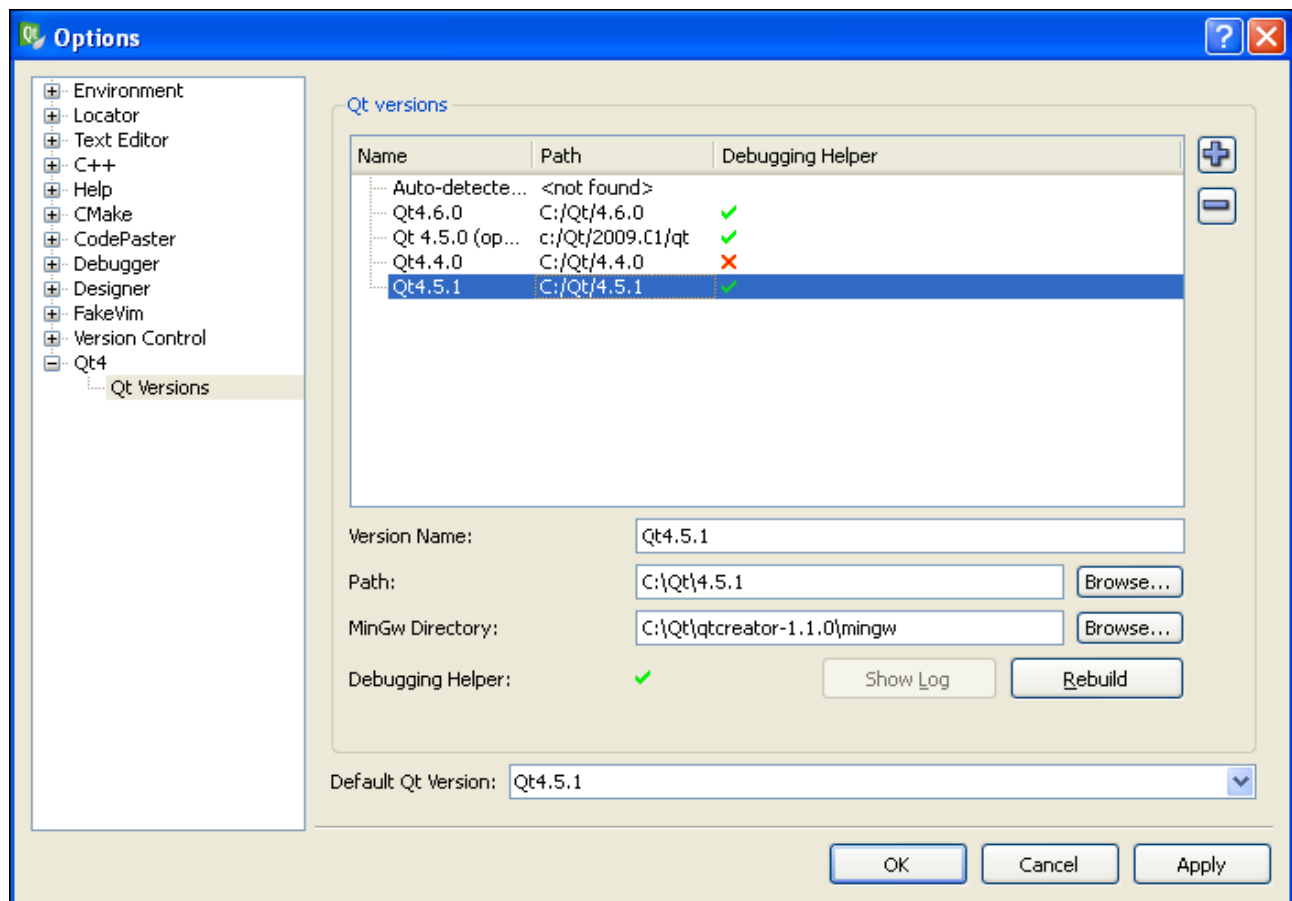 Options
Environment
Locator
Text Editor
C++
Help
CMake
CodePaster
Debugger
Designer
FakeVim
Version Control
Qt4
Qt Versions
Qt versions
Name Path Debugging Helper
Auto-detecte... <not found>
Qt4.6.0 C:/Qt/4.6.0
Qt 4.5.0 (op... c:/Qt/2009.01/qt
Qt4.4.0 C:/Qt/4.4.0
Qt4.5.1 C:/Qt/4.5.1
Version Name: Qt4.5.1
Path: C:\Qt\4.5.1 Browse...
MinGw Directory: C:\Qt\qtcreator-1.1.0\mingw Browse...
Debugging Helper: Show Log Rebuild
Default Qt Version: Qt4.5.1
OK Cancel Apply